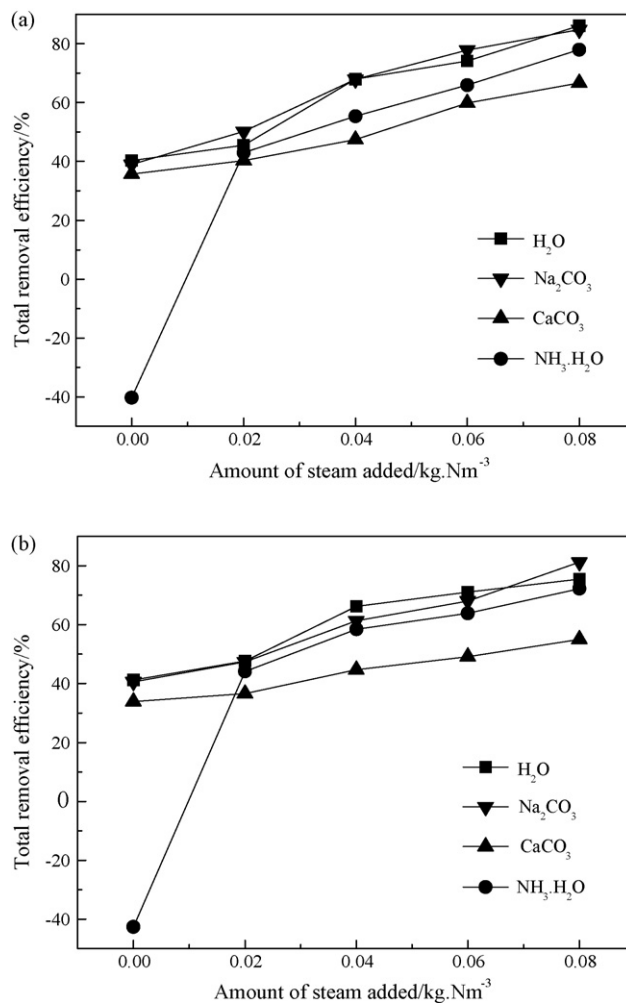 (a)
80
60
40
20
0
-20
-40
Total removal efficiency/%
H₂O
Na₂CO₃
CaCO₃
NH₃.H₂O
0.00 0.02 0.04 0.06 0.08
Amount of steam added/kg.Nm⁻³
(b)
80
60
40
20
0
-20
-40
Total removal efficiency/%
H₂O
Na₂CO₃
CaCO₃
NH₃.H₂O
0.00 0.02 0.04 0.06 0.08
Amount of steam added/kg.Nm⁻³